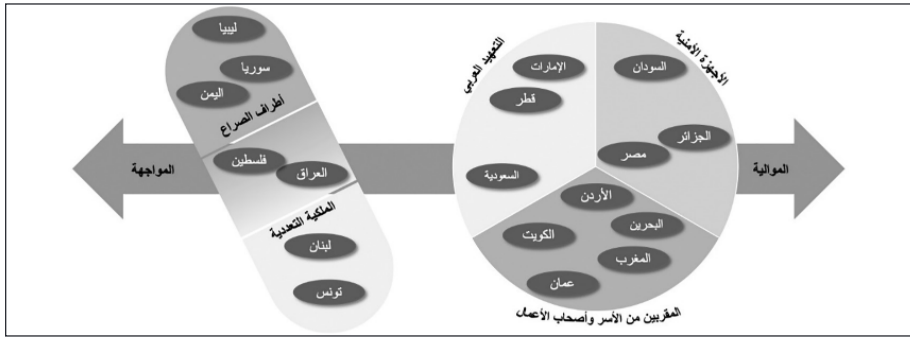 الموالية
الأجهزة الأمنية
السودان
الجزائر
مصر
التعهيد العربي
الإمارات
قطر
السعودية
الأردن
البحرين
الكويت
المغرب
عمان
المقربين من الأسر وأصحاب الأعمال
ليبيا
سوريا
اليمن
أطراف الصراع
فلسطين
العراق
الملكية التعددية
لبنان
تونس
المواجهة